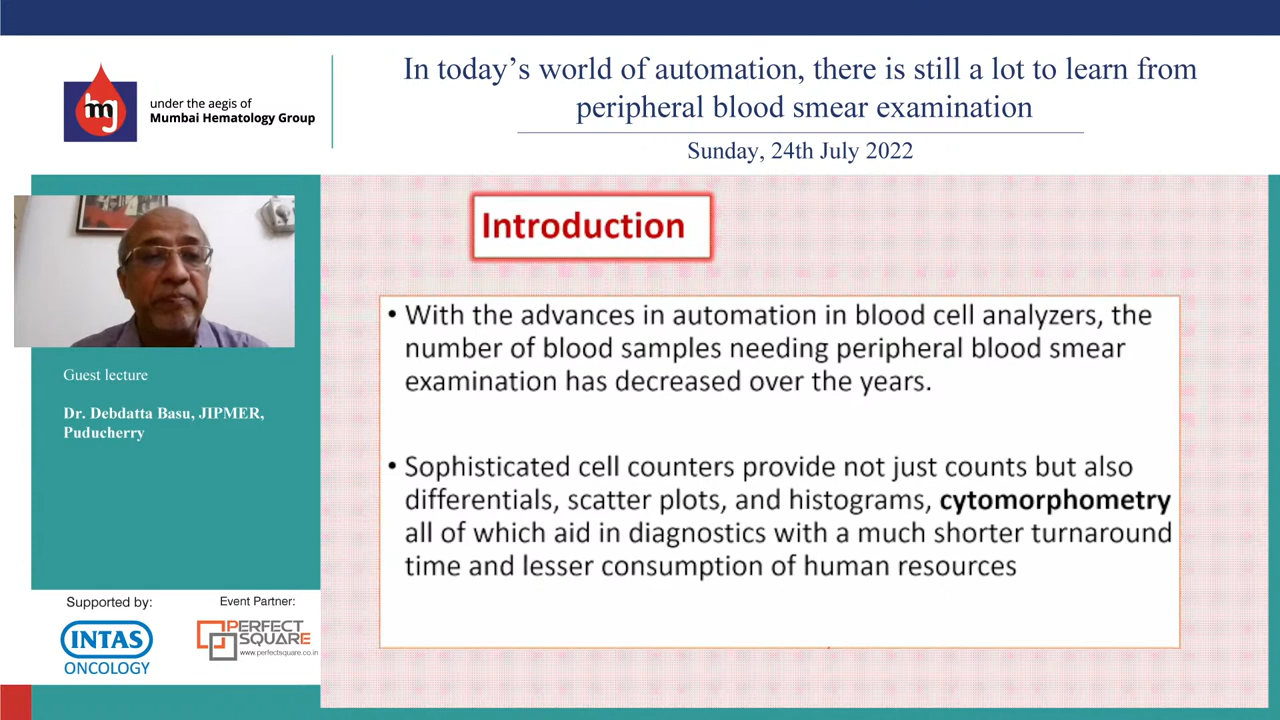 mg
under the aegis of
Mumbai Hematology Group
In today’s world of automation, there is still a lot to learn from
peripheral blood smear examination
Sunday, 24th July 2022
Guest lecture
Dr. Debdatta Basu, JIPMER,
Puducherry
Introduction
• With the advances in automation in blood cell analyzers, the
number of blood samples needing peripheral blood smear
examination has decreased over the years.
• Sophisticated cell counters provide not just counts but also
differentials, scatter plots, and histograms, cytomorphometry
all of which aid in diagnostics with a much shorter turnaround
time and lesser consumption of human resources
Supported by:
INTAS
ONCOLOGY
Event Partner:
PERFECT
SQUARE
www.perfectsquare.co.in